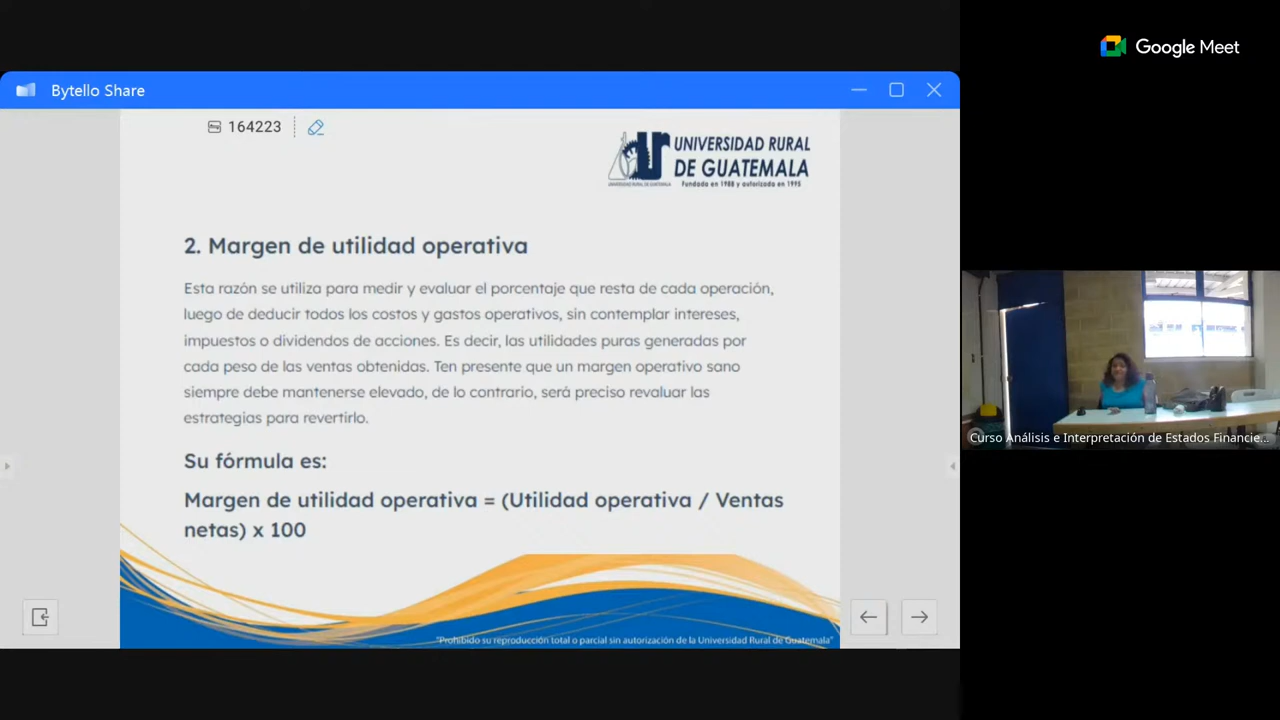 Google Meet
Bytello Share
164223
UNIVERSIDAD RURAL
DE GUATEMALA
Fundada en 1988 y autorizada en 1995
2. Margen de utilidad operativa
Esta razón se utiliza para medir y evaluar el porcentaje que resta de cada operación,
luego de deducir todos los costos y gastos operativos, sin contemplar intereses,
impuestos o dividendos de acciones. Es decir, las utilidades puras generadas por
cada peso de las ventas obtenidas. Ten presente que un margen operativo sano
siempre debe mantenerse elevado, de lo contrario, será preciso revaluar las
estrategias para revertirlo.
Su fórmula es:
Margen de utilidad operativa = (Utilidad operativa / Ventas
netas) x 100
"Prohibido su reproducción total o parcial sin autorización de la Universidad Rural de Guatemala"
Curso Análisis e Interpretación de Estados Financie...